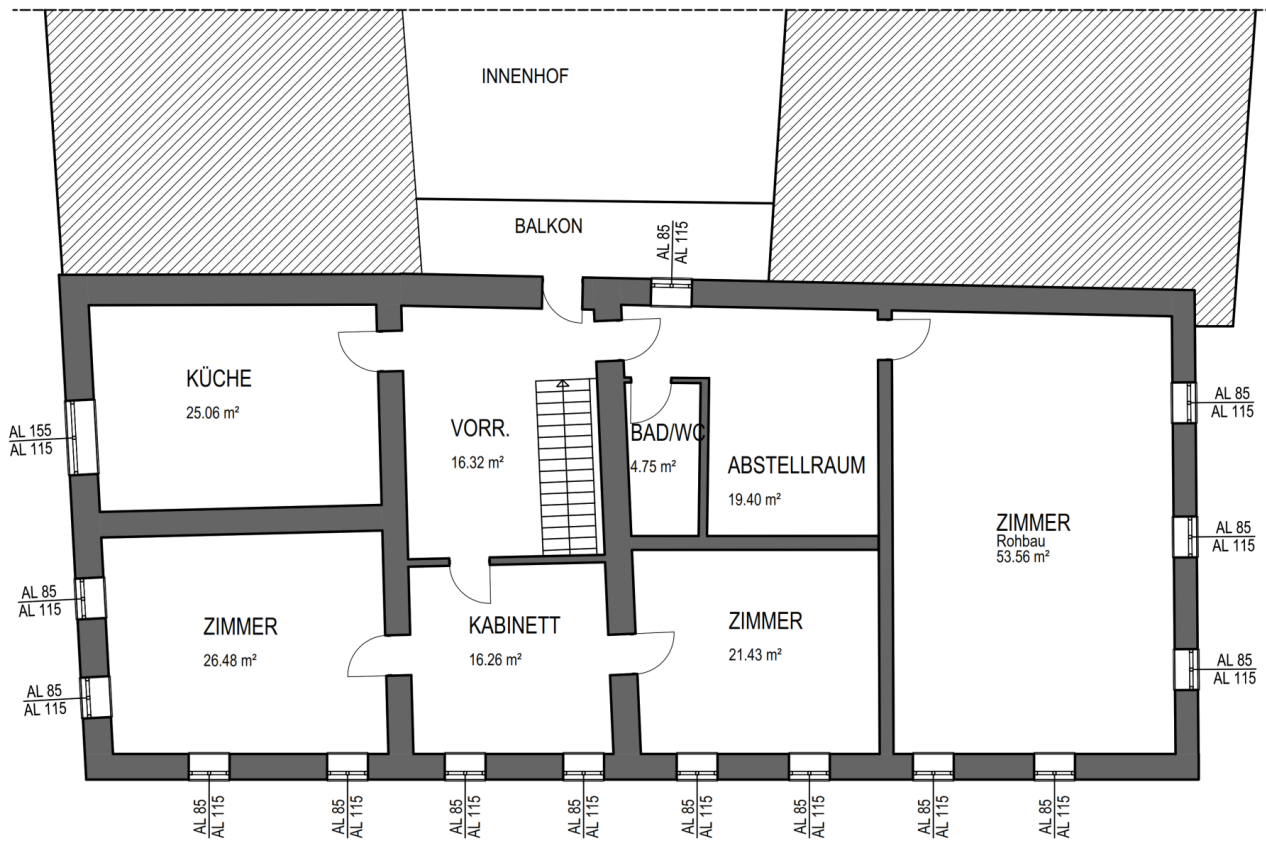 INNENHOF
BALKON
AL 85
AL 115
KÜCHE
25.06 m²
VORR.
16.32 m²
BAD/WC
4.75 m²
ABSTELLRAUM
19.40 m²
ZIMMER
Rohbau
53.56 m²
AL 155
AL 115
AL 85
AL 115
AL 85
AL 115
AL 85
AL 115
ZIMMER
26.48 m²
KABINETT
16.26 m²
ZIMMER
21.43 m²
AL 85
AL 115
AL 85
AL 115
AL 85
AL 115
AL 85
AL 115
AL 85
AL 115
AL 85
AL 115
AL 85
AL 115
AL 85
AL 115
AL 85
AL 115
AL 85
AL 115